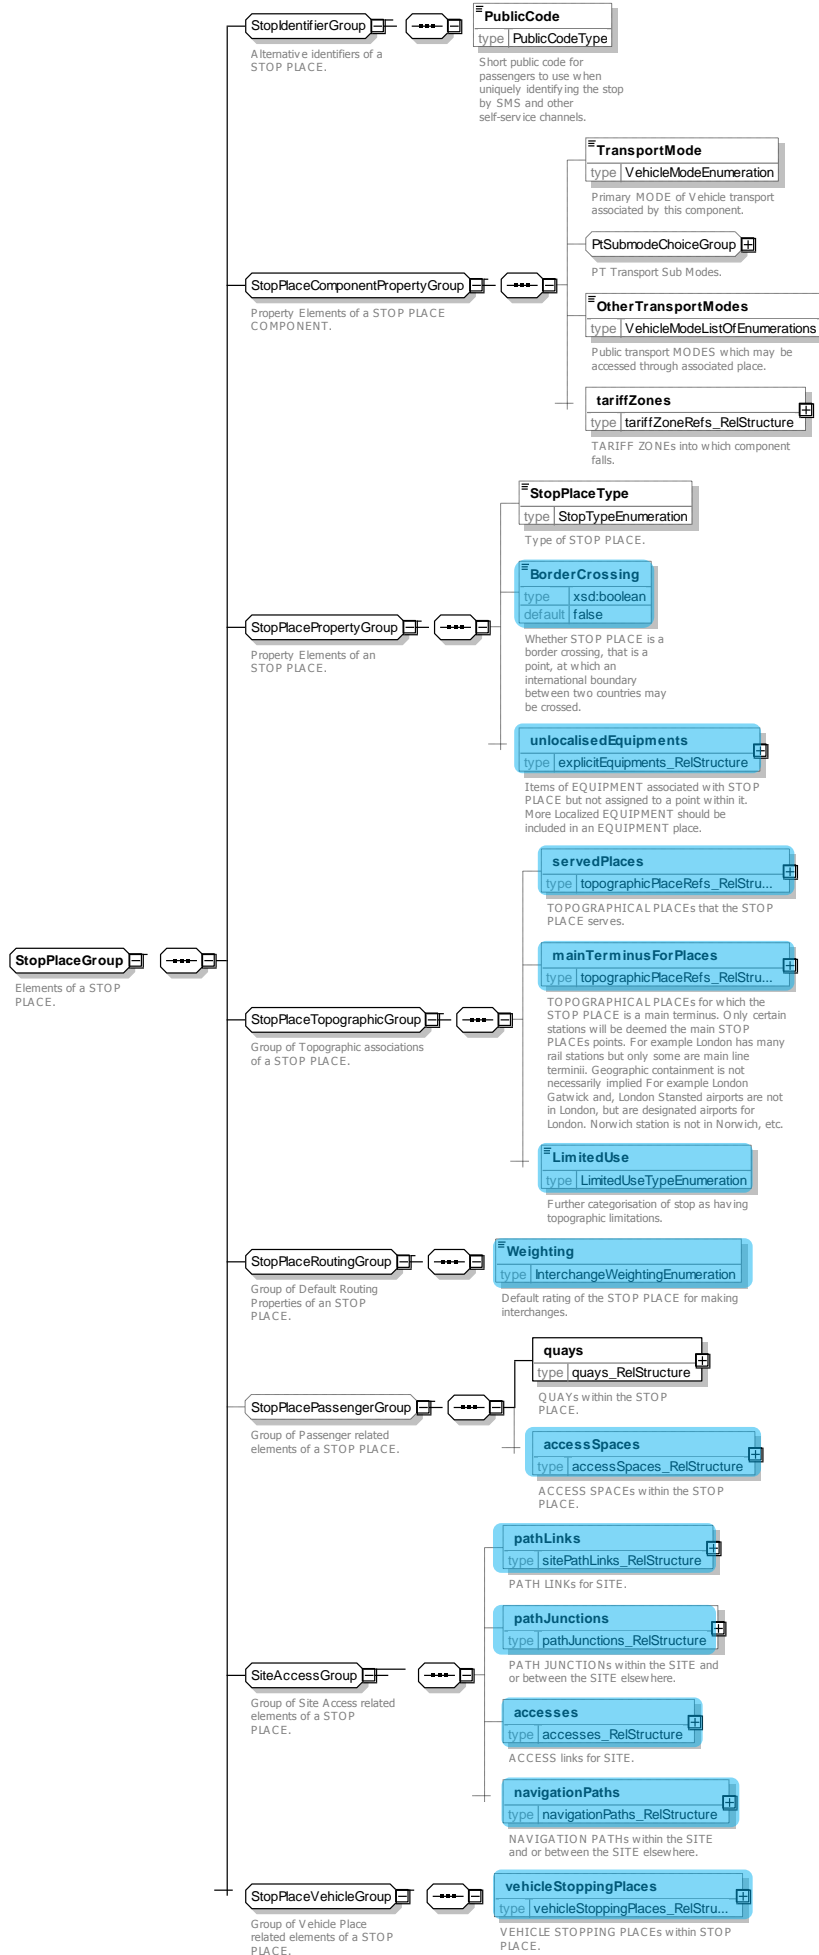 StopIdentifierGroup
Alternative identifiers of a
STOP PLACE.
PublicCode
type PublicCodeType
Short public code for
passengers to use when
uniquely identifying the stop
by SMS and other
self-service channels.
TransportMode
type VehicleModeEnumeration
Primary MODE of Vehicle transport
associated by this component.
PtSubmodeChoiceGroup
PT Transport Sub Modes.
StopPlaceComponentPropertyGroup
Property Elements of a STOP PLACE
COMPONENT.
OtherTransportModes
type VehicleModeListOfEnumerations
Public transport MODES which may be
accessed through associated place.
tariffZones
type tariffZoneRefs_RelStructure
TARIFF ZONEs into which component
falls.
StopPlaceType
type StopTypeEnumeration
Type of STOP PLACE.
BorderCrossing
type xsd:boolean
default false
Whether STOP PLACE is a
border crossing, that is a
point, at which an
international boundary
between two countries may
be crossed.
StopPlacePropertyGroup
Property Elements of an
STOP PLACE.
unlocalisedEquipments
type explicitEquipments_RelStructure
Items of EQUIPMENT associated with STOP
PLACE but not assigned to a point within it.
More Localized EQUIPMENT should be
included in an EQUIPMENT place.
servedPlaces
type topographicPlaceRefs_RelStru...
TOPOGRAPHICAL PLACEs that the STOP
PLACE serves.
StopPlaceGroup
Elements of a STOP
PLACE.
mainTerminusForPlaces
type topographicPlaceRefs_RelStru...
TOPOGRAPHICAL PLACEs for which the
STOP PLACE is a main terminus. Only certain
stations will be deemed the main STOP
PLACEs points. For example London has many
rail stations but only some are main line
terminii. Geographic containment is not
necessarily implied For example London
Gatwick and, London Stansted airports are not
in London, but are designated airports for
London. Norwich station is not in Norwich, etc.
StopPlaceTopographicGroup
Group of Topographic associations
of a STOP PLACE.
LimitedUse
type LimitedUseTypeEnumeration
Further categorisation of stop as having
topographic limitations.
StopPlaceRoutingGroup
Group of Default Routing
Properties of an STOP
PLACE.
Weighting
type InterchangeWeightingEnumeration
Default rating of the STOP PLACE for making
interchanges.
quays
type quays_RelStructure
QUAYs within the STOP
PLACE.
StopPlacePassengerGroup
Group of Passenger related
elements of a STOP PLACE.
accessSpaces
type accessSpaces_RelStructure
ACCESS SPACEs within the STOP
PLACE.
pathLinks
type sitePathLinks_RelStructure
PATH LINKs for SITE.
pathJunctions
type pathJunctions_RelStructure
PATH JUNCTIONs within the SITE and
or between the SITE elsewhere.
SiteAccessGroup
Group of Site Access related
elements of a STOP
PLACE.
accesses
type accesses_RelStructure
ACCESS links for SITE.
navigationPaths
type navigationPaths_RelStructure
NAVIGATION PATHs within the SITE
and or between the SITE elsewhere.
StopPlaceVehicleGroup
Group of Vehicle Place
related elements of a STOP
PLACE.
vehicleStoppingPlaces
type vehicleStoppingPlaces_RelStru...
VEHICLE STOPPING PLACES within STOP
PLACE.